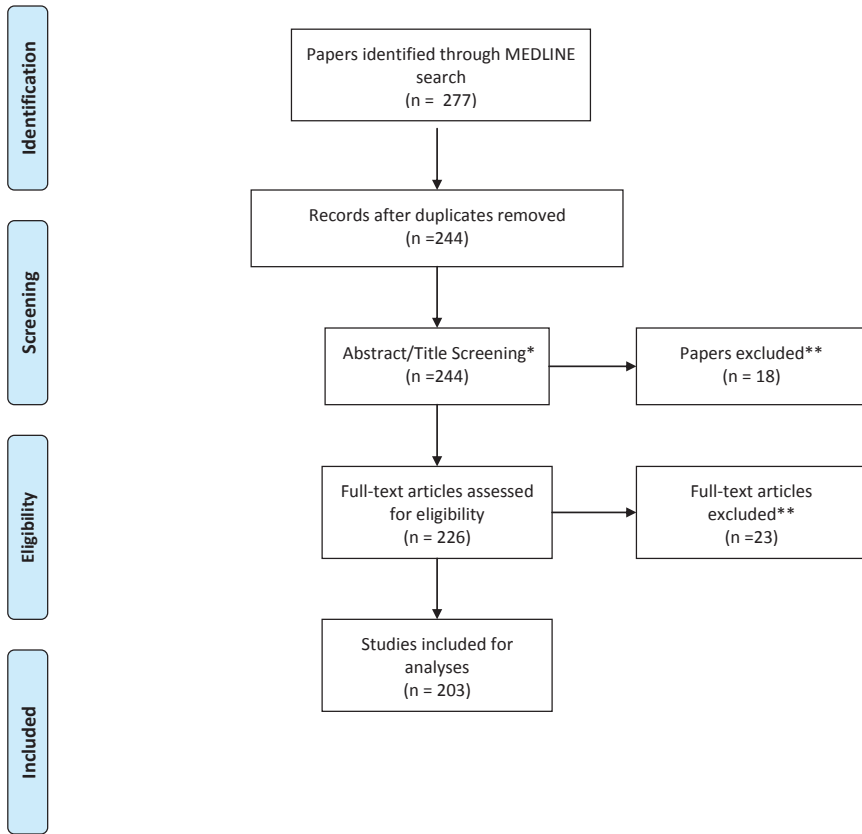 Identification
Papers identified through MEDLINE
search
(n = 277)
Records after duplicates removed
(n =244)
Screening
Abstract/Title Screening*
(n =244)
Papers excluded**
(n = 18)
Eligibility
Full-text articles assessed
for eligibility
(n = 226)
Full-text articles
excluded**
(n =23)
Included
Studies included for
analyses
(n = 203)